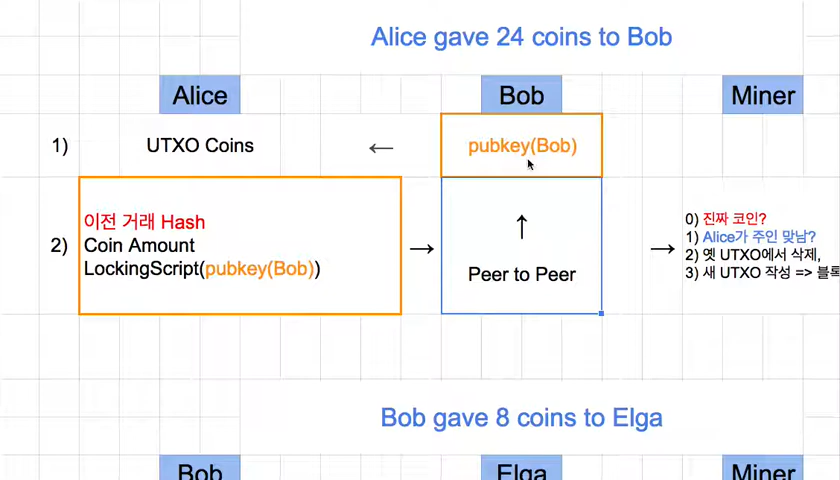 Alice gave 24 coins to Bob
Alice
Bob
Miner
1)
UTXO Coins
←
pubkey(Bob)
2)
이전 거래 Hash
Coin Amount
LockingScript(pubkey(Bob))
→
↑
Peer to Peer
→
0) 진짜 코인?
1) Alice가 주인 맞남?
2) 옛 UTXO에서 삭제,
3) 새 UTXO 작성 => 블록
Bob gave 8 coins to Elga
Bob
Elga
Miner